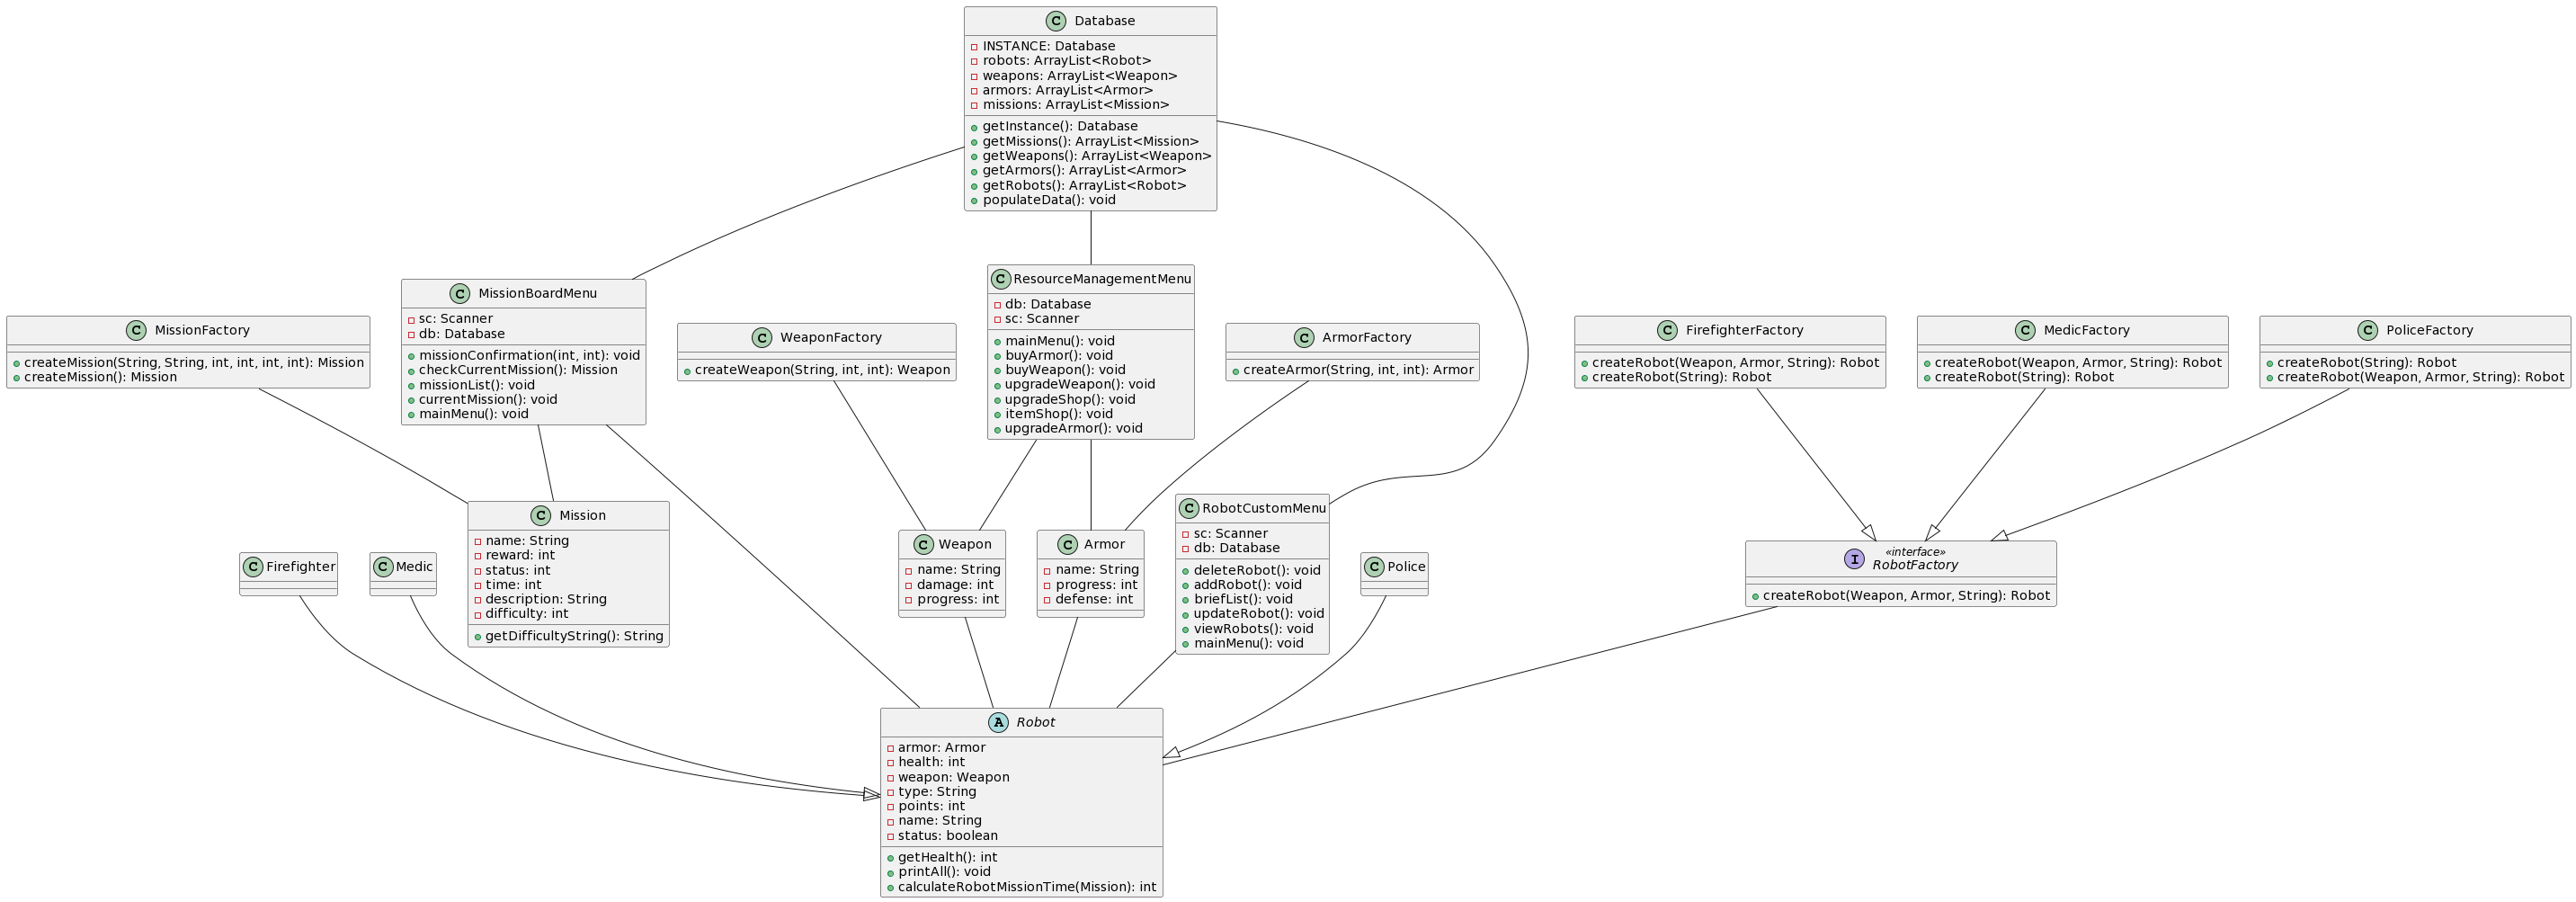 Database
INSTANCE: Database
robots: ArrayList<Robot>
weapons: ArrayList<Weapon>
armors: ArrayList<Armor>
missions: ArrayList<Mission>
getInstance(): Database
getMissions(): ArrayList<Mission>
getWeapons(): ArrayList<Weapon>
getArmors(): ArrayList<Armor>
getRobots(): ArrayList<Robot>
populateData(): void
MissionFactory
createMission(String, String, int, int, int, int): Mission
createMission(): Mission
MissionBoardMenu
sc: Scanner
db: Database
missionConfirmation(int, int): void
checkCurrentMission(): Mission
missionList(): void
currentMission(): void
mainMenu(): void
WeaponFactory
createWeapon(String, int, int): Weapon
ResourceManagementMenu
db: Database
sc: Scanner
mainMenu(): void
buyArmor(): void
buyWeapon(): void
upgradeWeapon(): void
upgradeShop(): void
itemShop(): void
upgradeArmor(): void
ArmorFactory
createArmor(String, int, int): Armor
FirefighterFactory
createRobot(Weapon, Armor, String): Robot
createRobot(String): Robot
MedicFactory
createRobot(Weapon, Armor, String): Robot
createRobot(String): Robot
PoliceFactory
createRobot(String): Robot
createRobot(Weapon, Armor, String): Robot
Firefighter
Medic
Mission
name: String
reward: int
status: int
time: int
description: String
difficulty: int
getDifficultyString(): String
Weapon
name: String
damage: int
progress: int
Armor
name: String
progress: int
defense: int
RobotCustomMenu
sc: Scanner
db: Database
deleteRobot(): void
addRobot(): void
briefList(): void
updateRobot(): void
viewRobots(): void
mainMenu(): void
Police
«interface»
RobotFactory
createRobot(Weapon, Armor, String): Robot
Robot
armor: Armor
health: int
weapon: Weapon
type: String
points: int
name: String
status: boolean
getHealth(): int
printAll(): void
calculateRobotMissionTime(Mission): int